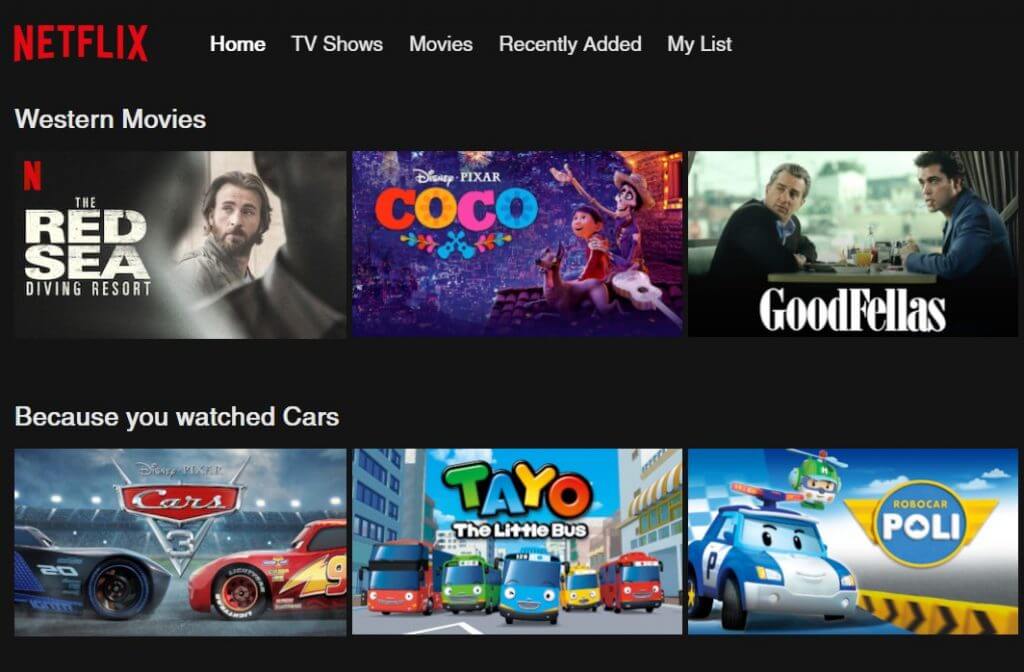 NETFLIX Home TV Shows Movies Recently Added My List
Western Movies
N
THE
RED
SEA
DIVING RESORT
Disney · PIXAR
COCO
GOODFELLAS
Because you watched Cars
Disney · PIXAR
Cars
3
20
95
TAYO
The Little Bus
P
H
ROBOCAR
POLI